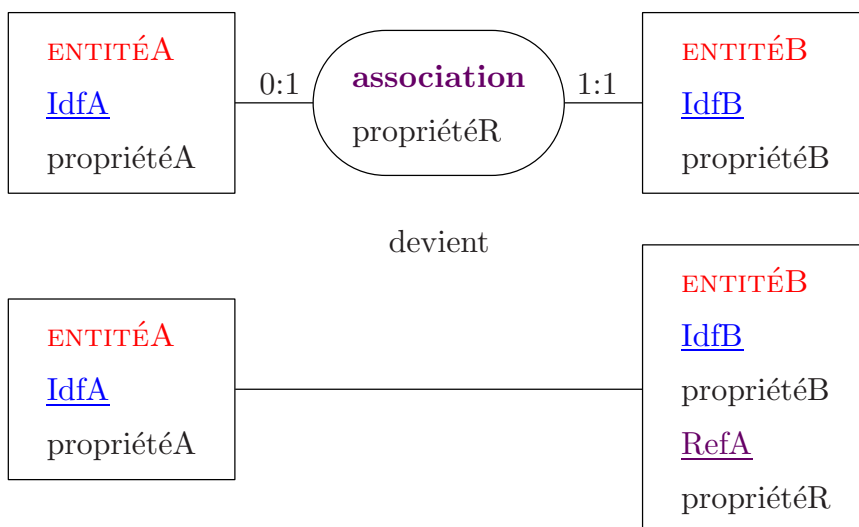 ENTITÉA
IdfA
propriétéA
0:1
association
propriétéR
1:1
ENTITÉB
IdfB
propriétéB
devient
ENTITÉA
IdfA
propriétéA
ENTITÉB
IdfB
propriétéB
RefA
propriétéR